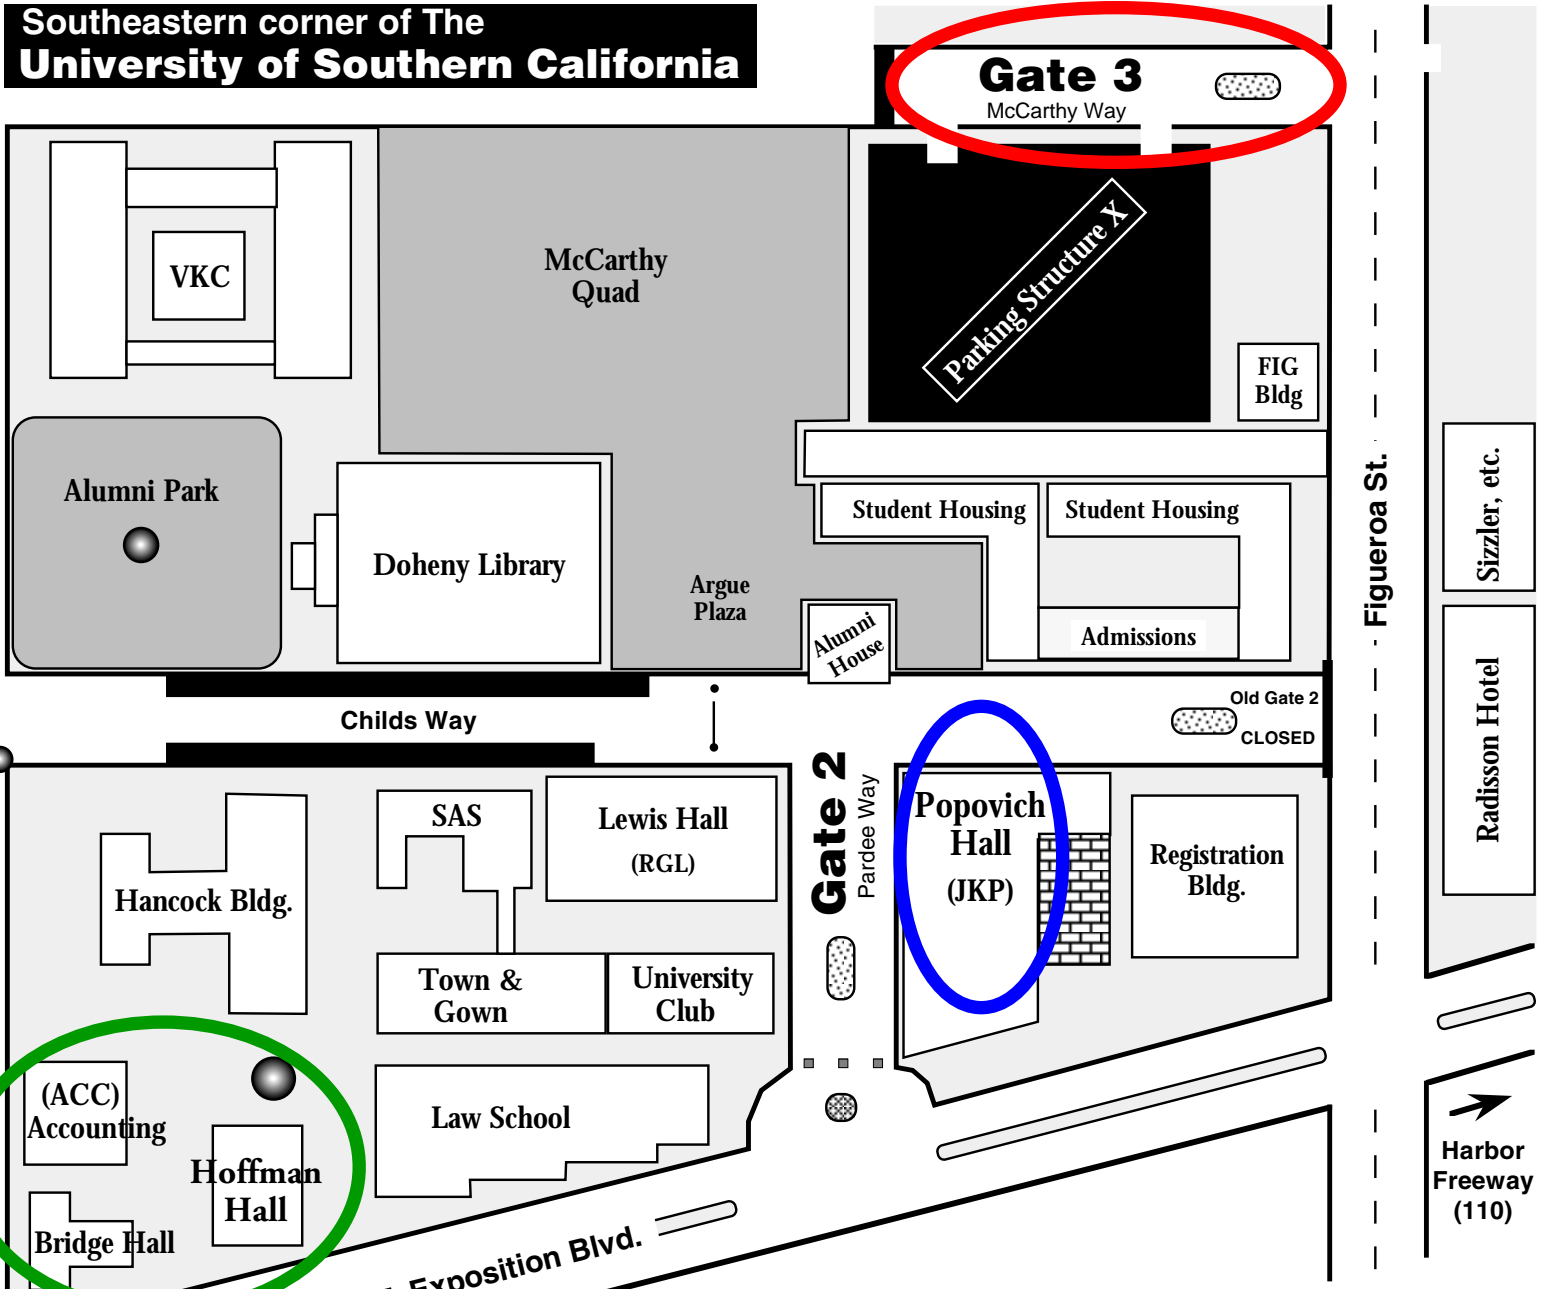 Southeastern corner of The
University of Southern California
Gate 3
McCarthy Way
VKC
McCarthy
Quad
Parking Structure X
FIG
Bldg
Alumni Park
Doheny Library
Argue
Plaza
Alumni
House
Student Housing
Student Housing
Admissions
Figueroa St.
Sizzler, etc.
Radisson Hotel
Childs Way
Old Gate 2
CLOSED
Gate 2
Pardee Way
Popovich
Hall
(JKP)
Registration
Bldg.
SAS
Lewis Hall
(RGL)
Hancock Bldg.
Town &
Gown
University
Club
(ACC)
Accounting
Hoffman
Hall
Bridge Hall
Law School
Exposition Blvd.
Harbor
Freeway
(110)